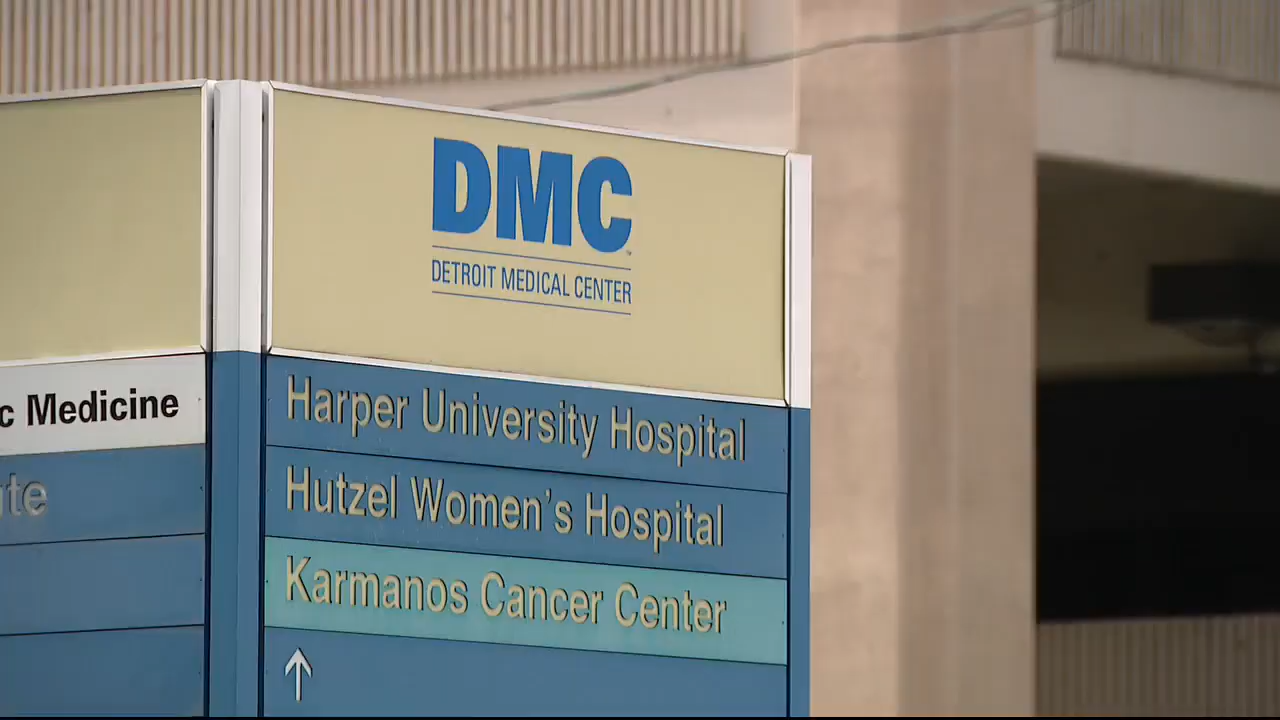 DMC
DETROIT MEDICAL CENTER
Harper University Hospital
Hutzel Women's Hospital
Karmanos Cancer Center
Medicine